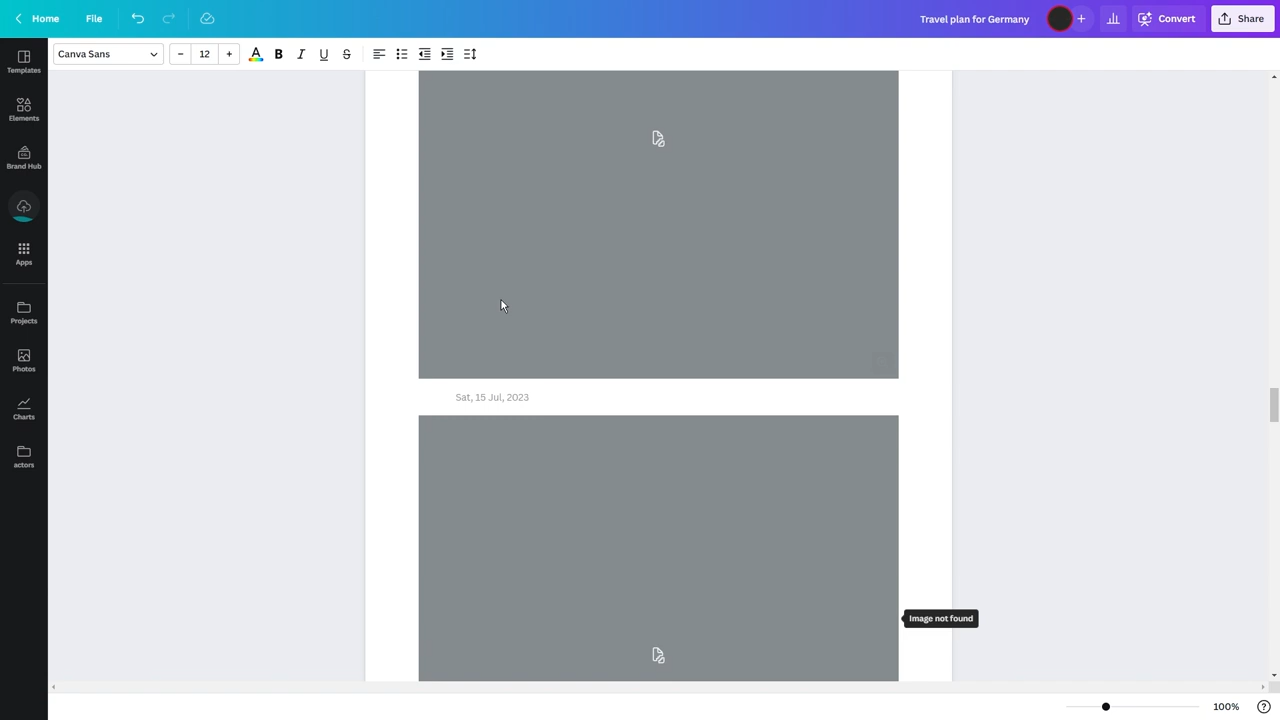 Home
File
Travel plan for Germany
+
Convert
Share
Canva Sans
− 12 + A B I U S
Templates
Elements
Brand Hub
Apps
Projects
Photos
Charts
actors
Sat, 15 Jul, 2023
Image not found
100%
?